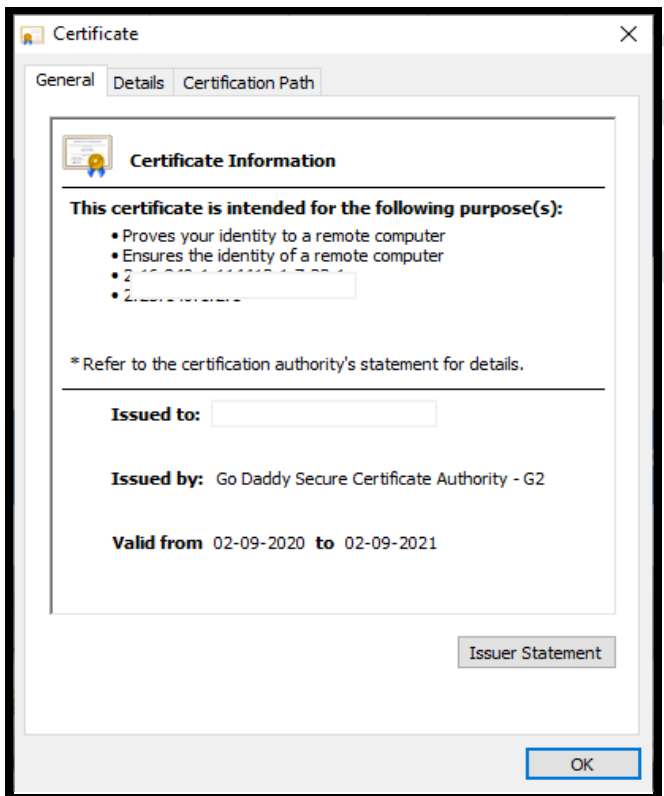 Certificate
General Details Certification Path
Certificate Information
This certificate is intended for the following purpose(s):
• Proves your identity to a remote computer
• Ensures the identity of a remote computer
•
•
* Refer to the certification authority's statement for details.
Issued to:
Issued by: Go Daddy Secure Certificate Authority - G2
Valid from 02-09-2020 to 02-09-2021
Issuer Statement
OK